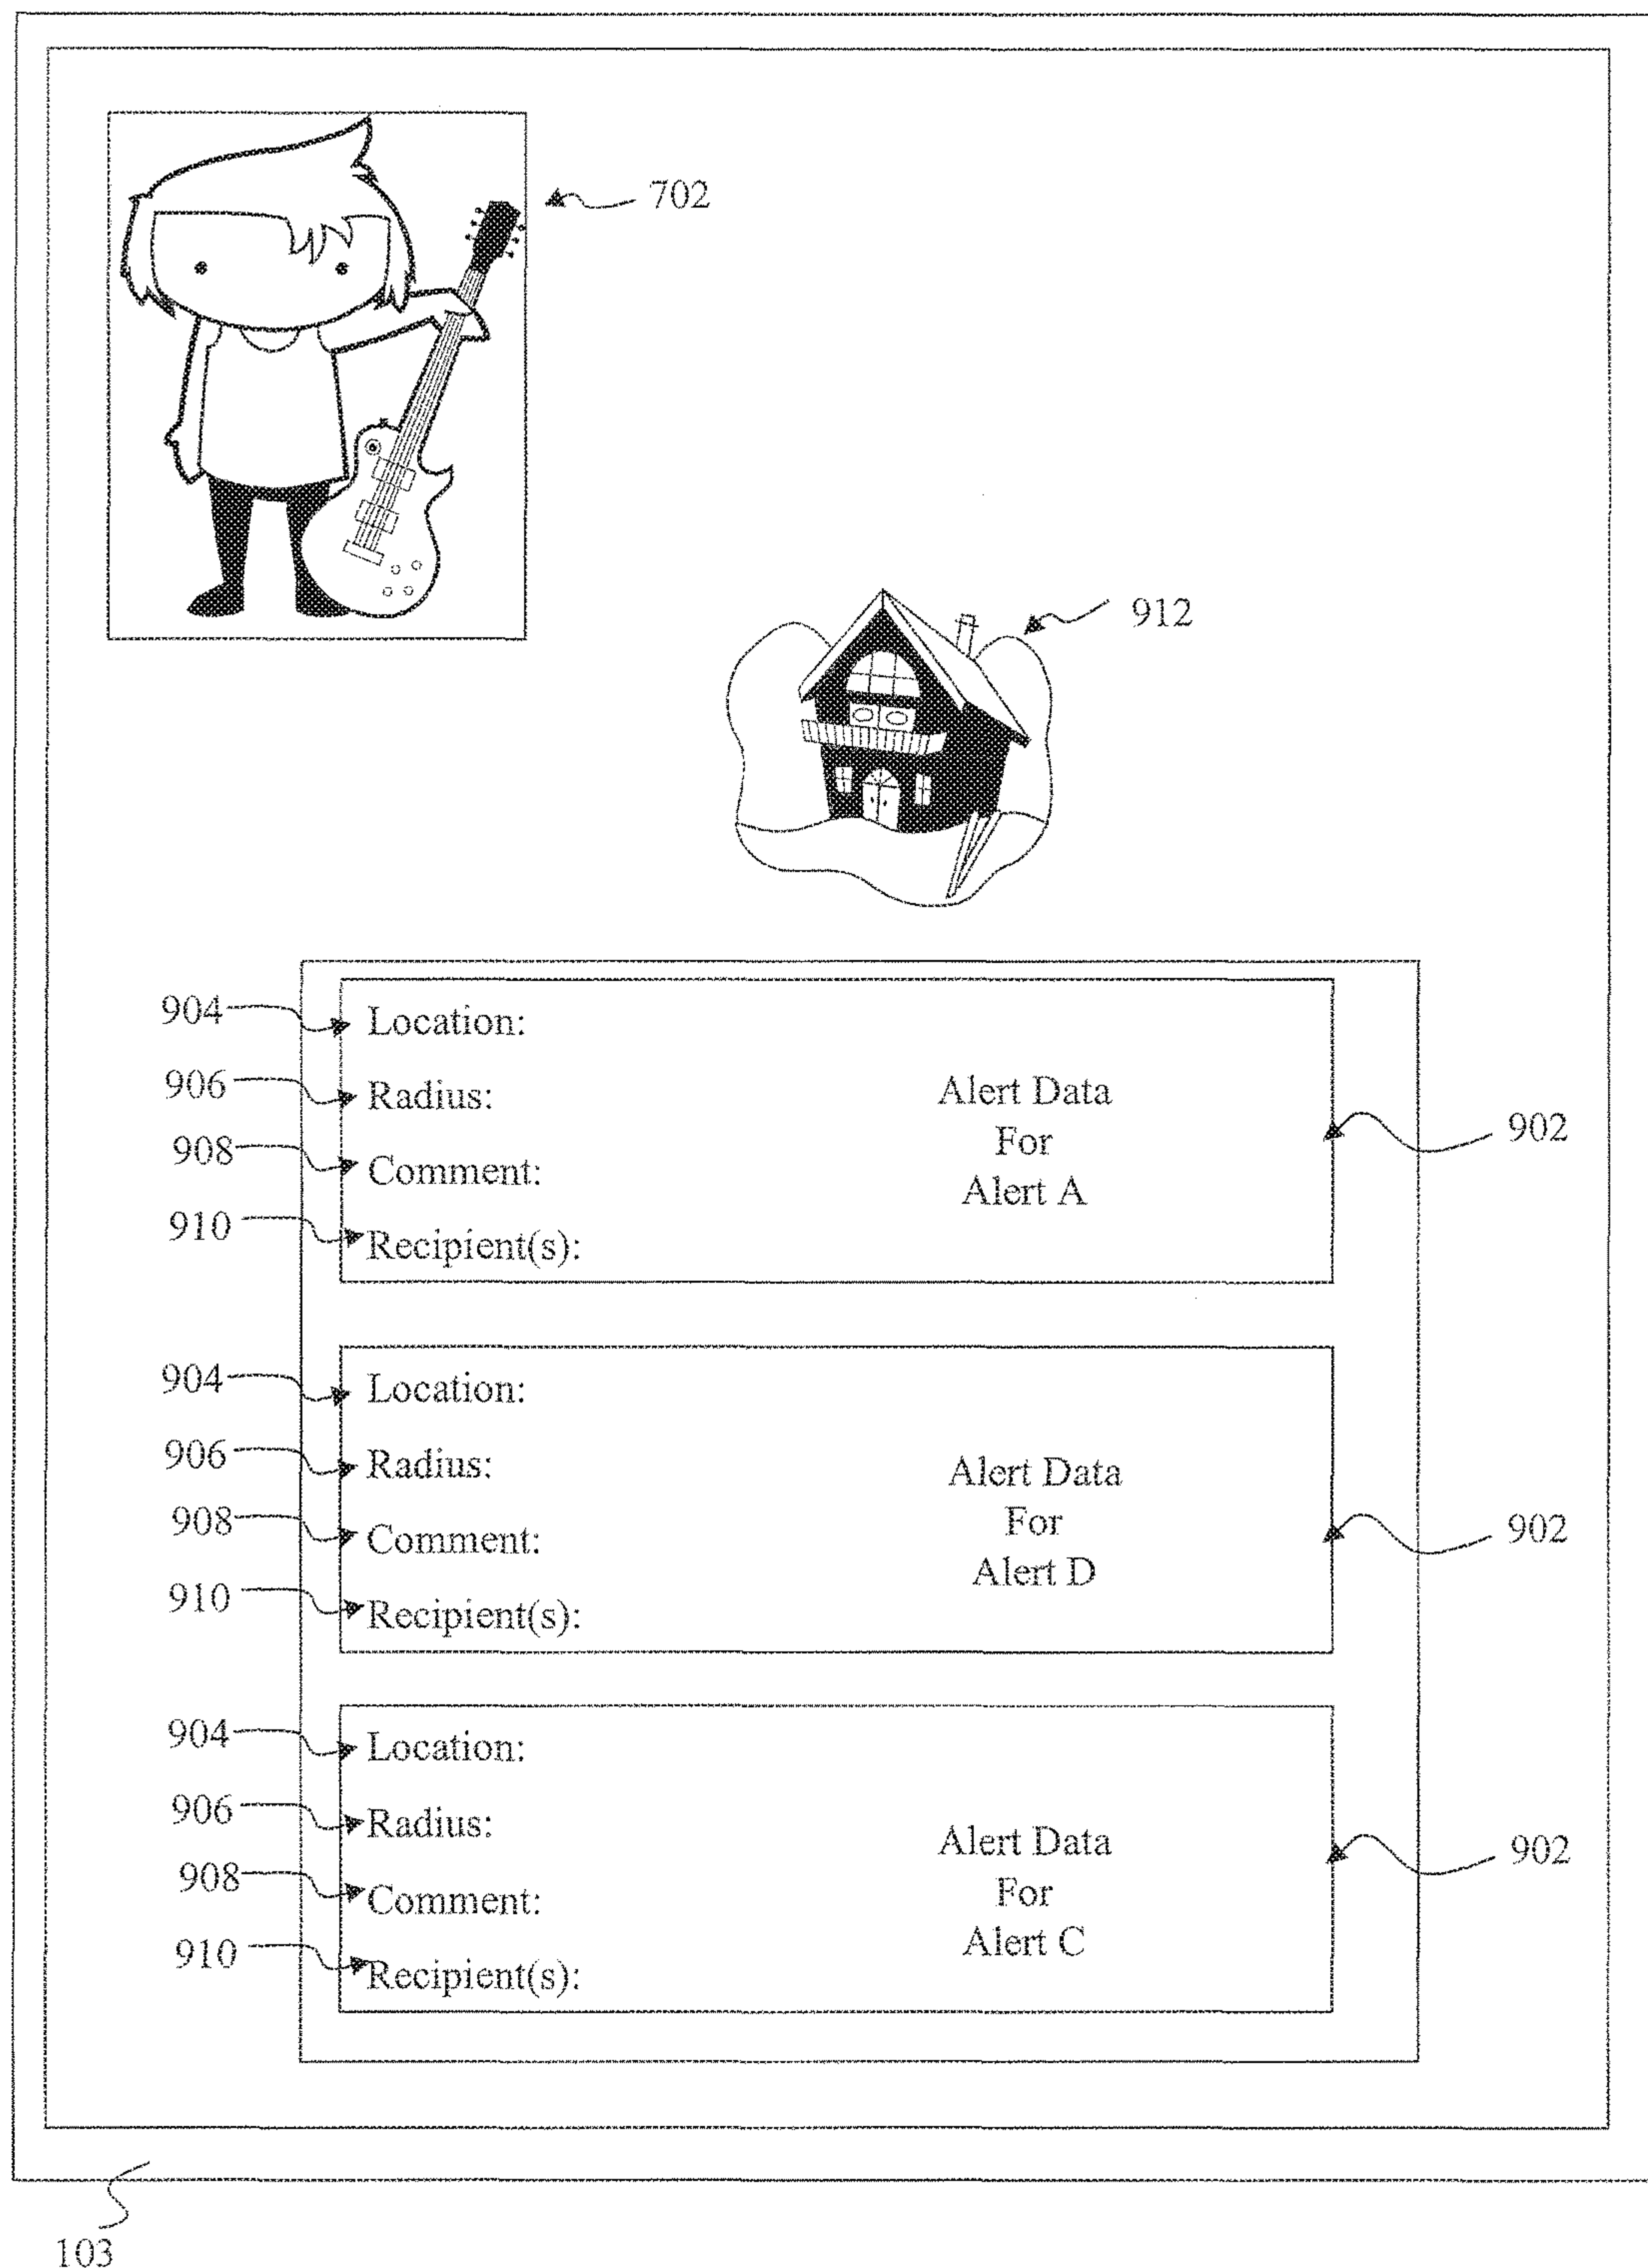 702
912
904
Location:
906
Radius:
908
Comment:
910
Recipient(s):
Alert Data
For
Alert A
902
904
Location:
906
Radius:
908
Comment:
910
Recipient(s):
Alert Data
For
Alert D
902
904
Location:
906
Radius:
908
Comment:
910
Recipient(s):
Alert Data
For
Alert C
902
103